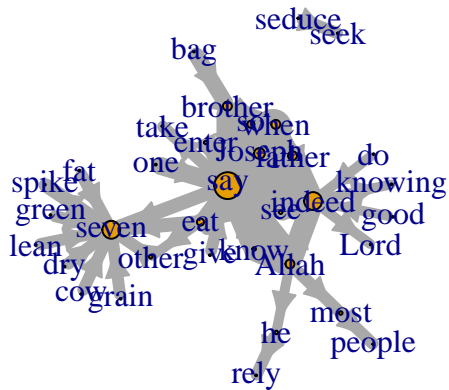 seduce
seek
bag
brother
take
so
when
enter
Joseph
father
one
do
fat
say
knowing
spike
indeed
green
see
good
seven
eat
lean
other
give
know
Lord
dry
Allah
cow
grain
most
he
people
rely